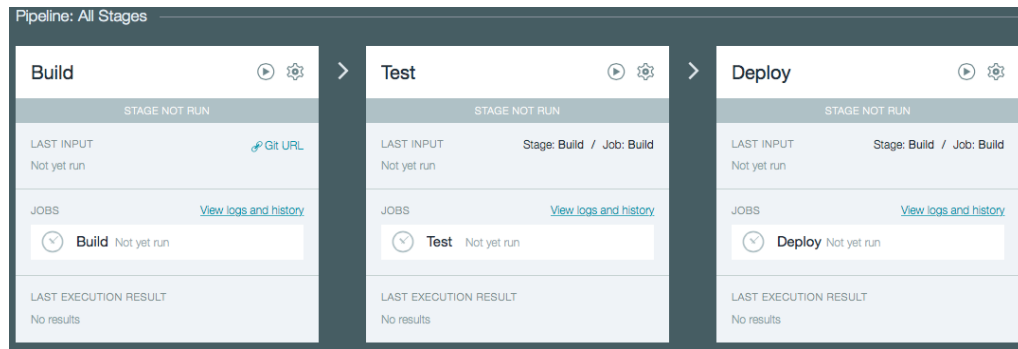 Pipeline: All Stages
Build
STAGE NOT RUN
LAST INPUT Git URL
Not yet run
JOBS View logs and history
Build Not yet run
LAST EXECUTION RESULT
No results
Test
STAGE NOT RUN
LAST INPUT Stage: Build / Job: Build
Not yet run
JOBS View logs and history
Test Not yet run
LAST EXECUTION RESULT
No results
Deploy
STAGE NOT RUN
LAST INPUT Stage: Build / Job: Build
Not yet run
JOBS View logs and history
Deploy Not yet run
LAST EXECUTION RESULT
No results